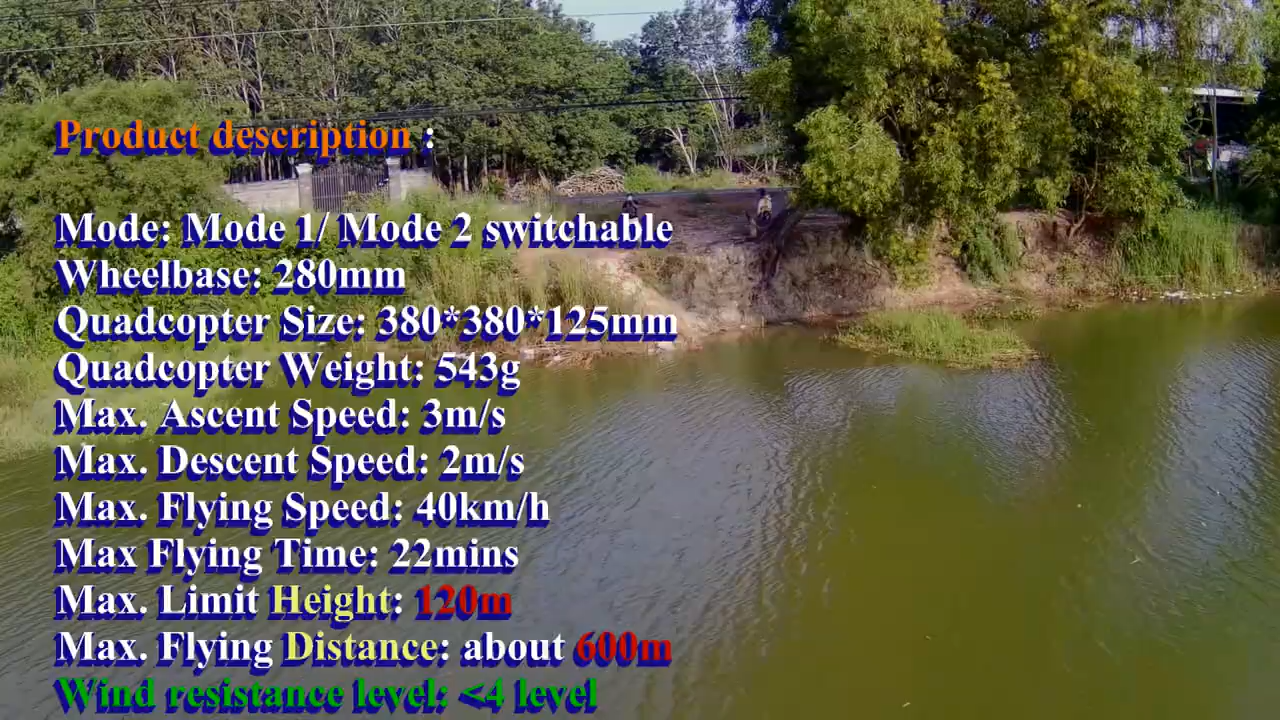 Product description :
Mode: Mode 1/ Mode 2 switchable
Wheelbase: 280mm
Quadcopter Size: 380*380*125mm
Quadcopter Weight: 543g
Max. Ascent Speed: 3m/s
Max. Descent Speed: 2m/s
Max. Flying Speed: 40km/h
Max Flying Time: 22mins
Max. Limit Height: 120m
Max. Flying Distance: about 600m
Wind resistance level: <4 level